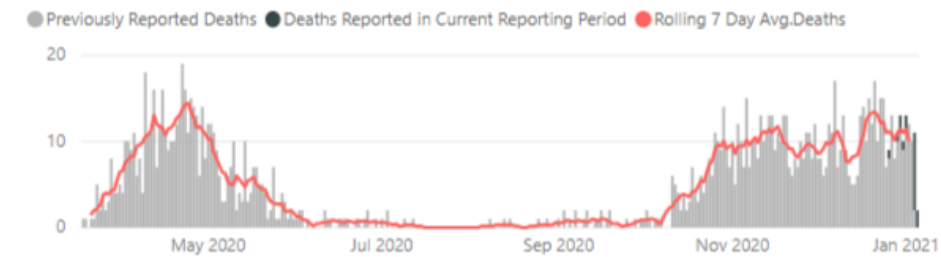 Previously Reported Deaths Deaths Reported in Current Reporting Period Rolling 7 Day Avg.Deaths
20
10
0
May 2020 Jul 2020 Sep 2020 Nov 2020 Jan 2021